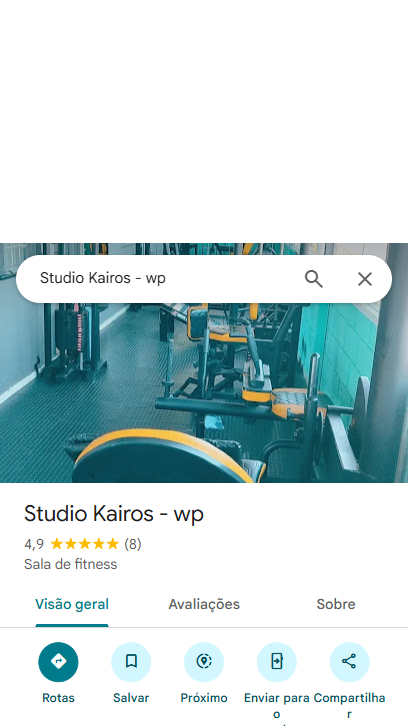 Studio Kairos - wp
Studio Kairos - wp
4,9 ★★★★★ (8)
Sala de fitness
Visão geral Avaliações Sobre
Rotas Salvar Próximo Enviar para o Compartilhar